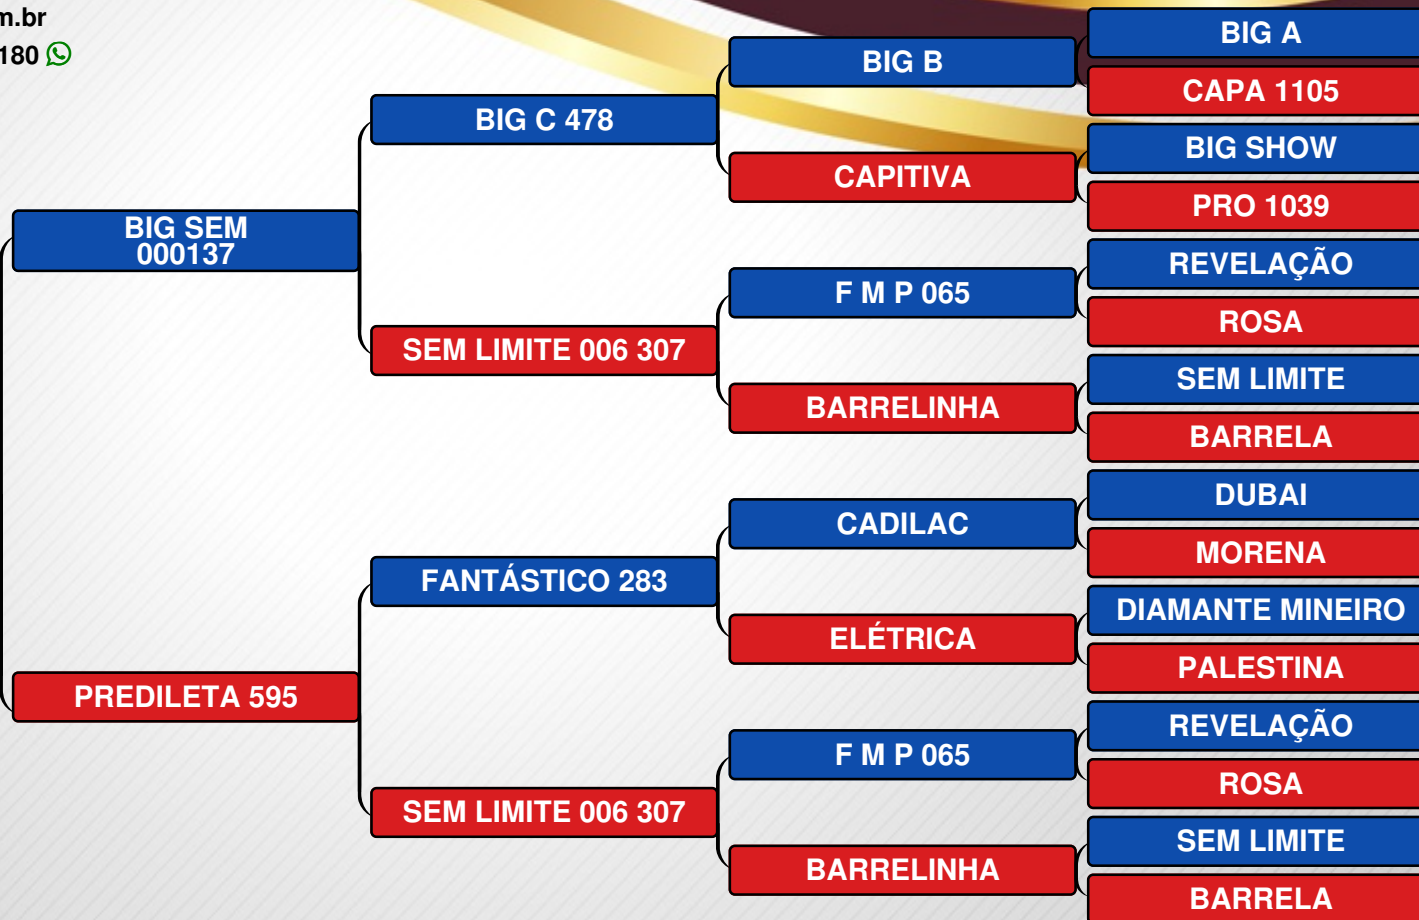 m.br
180
BIG SEM
000137
PREDILETA 595
BIG C 478
SEM LIMITE 006 307
FANTÁSTICO 283
SEM LIMITE 006 307
BIG B
CAPITIVA
F M P 065
BARRELINHA
CADILAC
ELÉTRICA
F M P 065
BARRELINHA
BIG A
CAPA 1105
BIG SHOW
PRO 1039
REVELAÇÃO
ROSA
SEM LIMITE
BARRELA
DUBAI
MORENA
DIAMANTE MINEIRO
PALESTINA
REVELAÇÃO
ROSA
SEM LIMITE
BARRELA